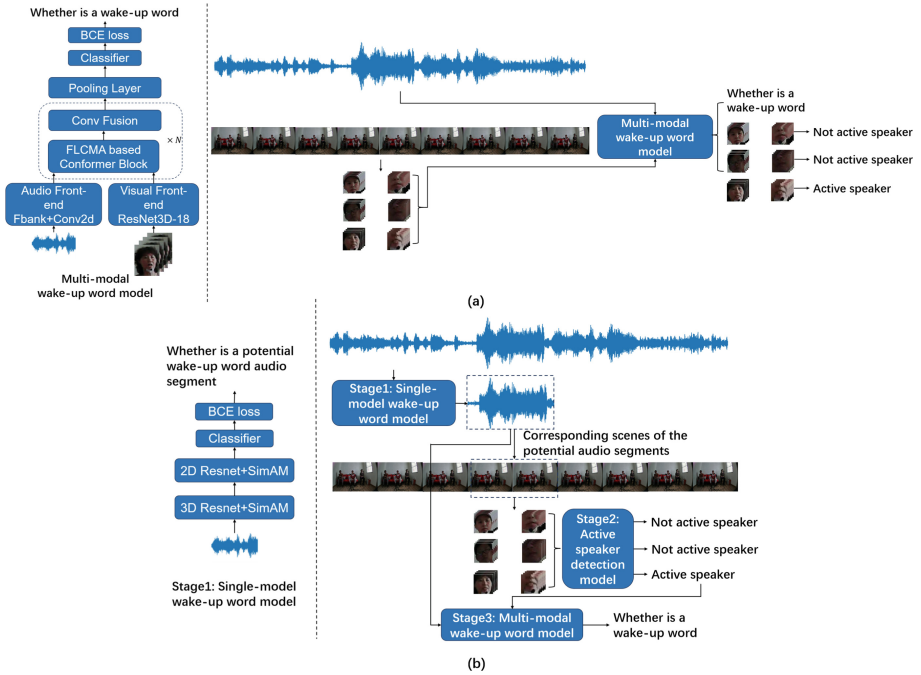 Whether is a wake-up word
BCE loss
Classifier
Pooling Layer
Conv Fusion
× N
FLCMA based
Conformer Block
Audio Front-
end
Fbank+Conv2d
Visual Front-
end
ResNet3D-18
Multi-modal
wake-up word model
Multi-modal
wake-up word
model
Whether is a
wake-up word
Not active speaker
Not active speaker
Active speaker
(a)
Whether is a potential
wake-up word audio
segment
BCE loss
Classifier
2D Resnet+SimAM
3D Resnet+SimAM
Stage1: Single-model
wake-up word model
Stage1: Single-
model wake-up
word model
Corresponding scenes of the
potential audio segments
Stage2:
Active
speaker
detection
model
Not active speaker
Not active speaker
Active speaker
Stage3: Multi-modal
wake-up word model
Whether is a
wake-up word
(b)